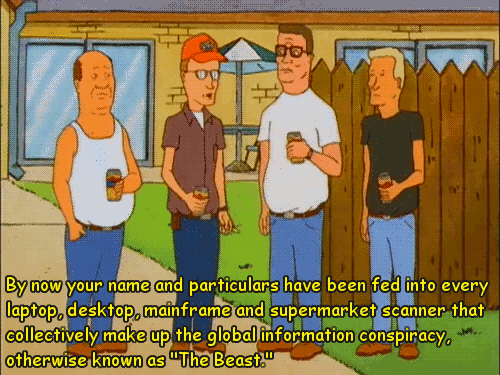 By now your name and particulars have been fed into every
laptop, desktop, mainframe and supermarket scanner that
collectively make up the global information conspiracy,
otherwise known as "The Beast."